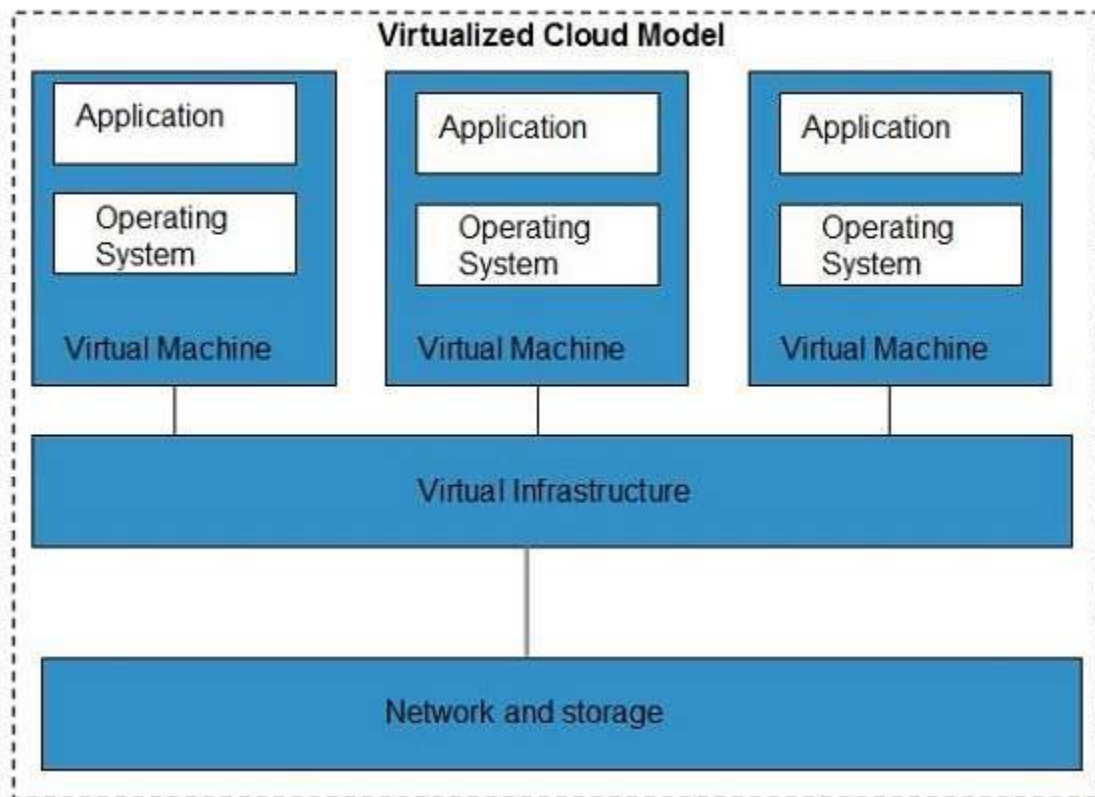 Virtualized Cloud Model
Application
Operating
System
Virtual Machine
Application
Operating
System
Virtual Machine
Application
Operating
System
Virtual Machine
Virtual Infrastructure
Network and storage